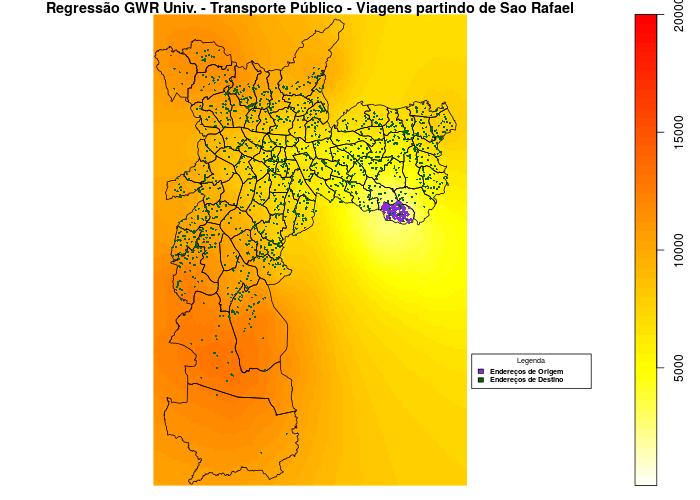 Regressão GWR Univ. - Transporte Público - Viagens partindo de Sao Rafael
20000
15000
10000
5000
Legenda
Endereços de Origem
Endereços de Destino